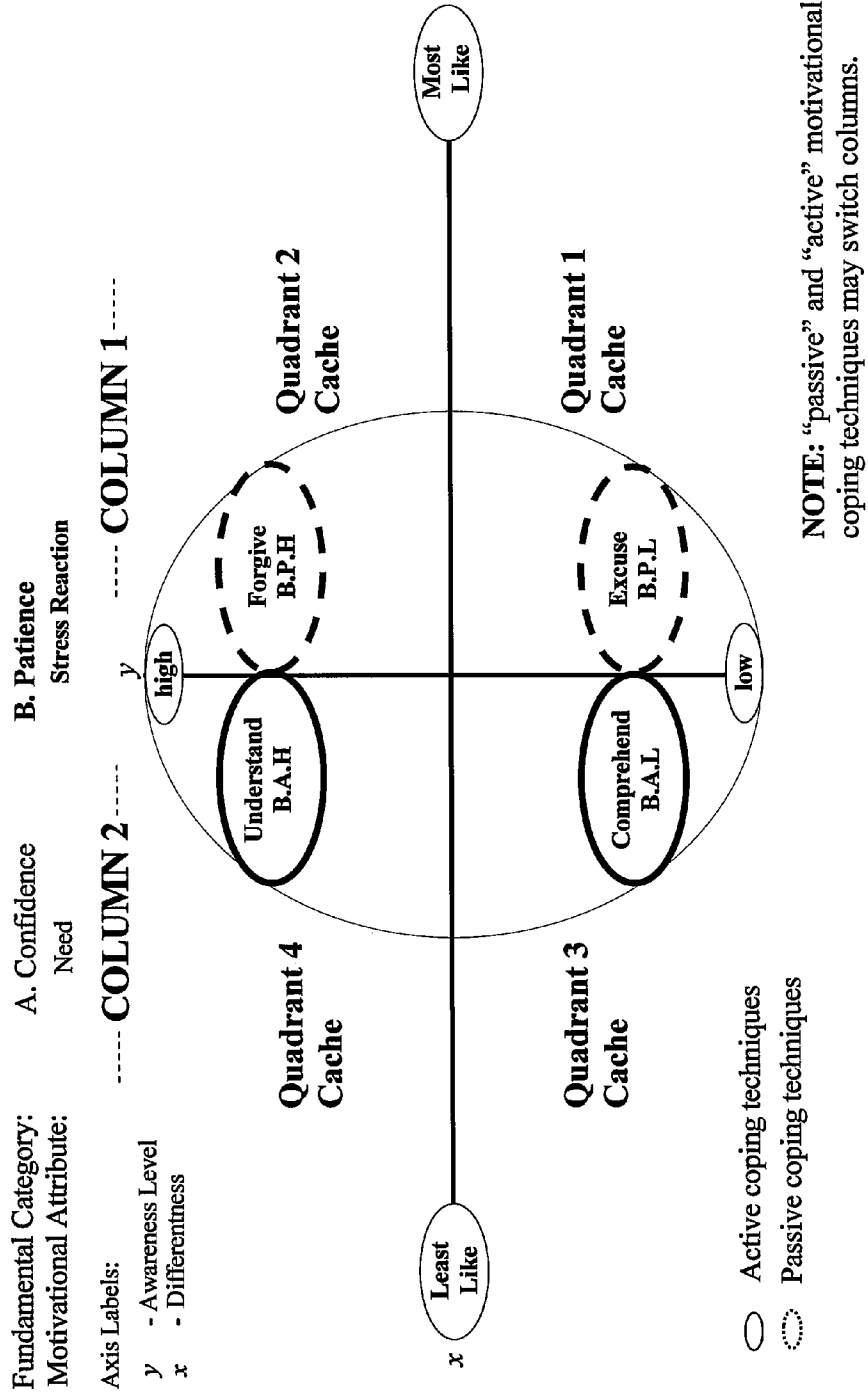 Fundamental Category:
A. Confidence
B. Patience
Motivational Attribute:
Need
Stress Reaction
----- COLUMN 2 -----
----- COLUMN 1 -----
Axis Labels:
y - Awareness Level
x - Differentness
y
high
Quadrant 4
Cache
Understand
B.A.H
Forgive
B.P.H
Quadrant 2
Cache
x
Least
Like
Most
Like
Quadrant 3
Cache
Comprehend
B.A.L
Excuse
B.P.L
Quadrant 1
Cache
low
Active coping techniques
Passive coping techniques
NOTE: “passive” and “active” motivational
coping techniques may switch columns.